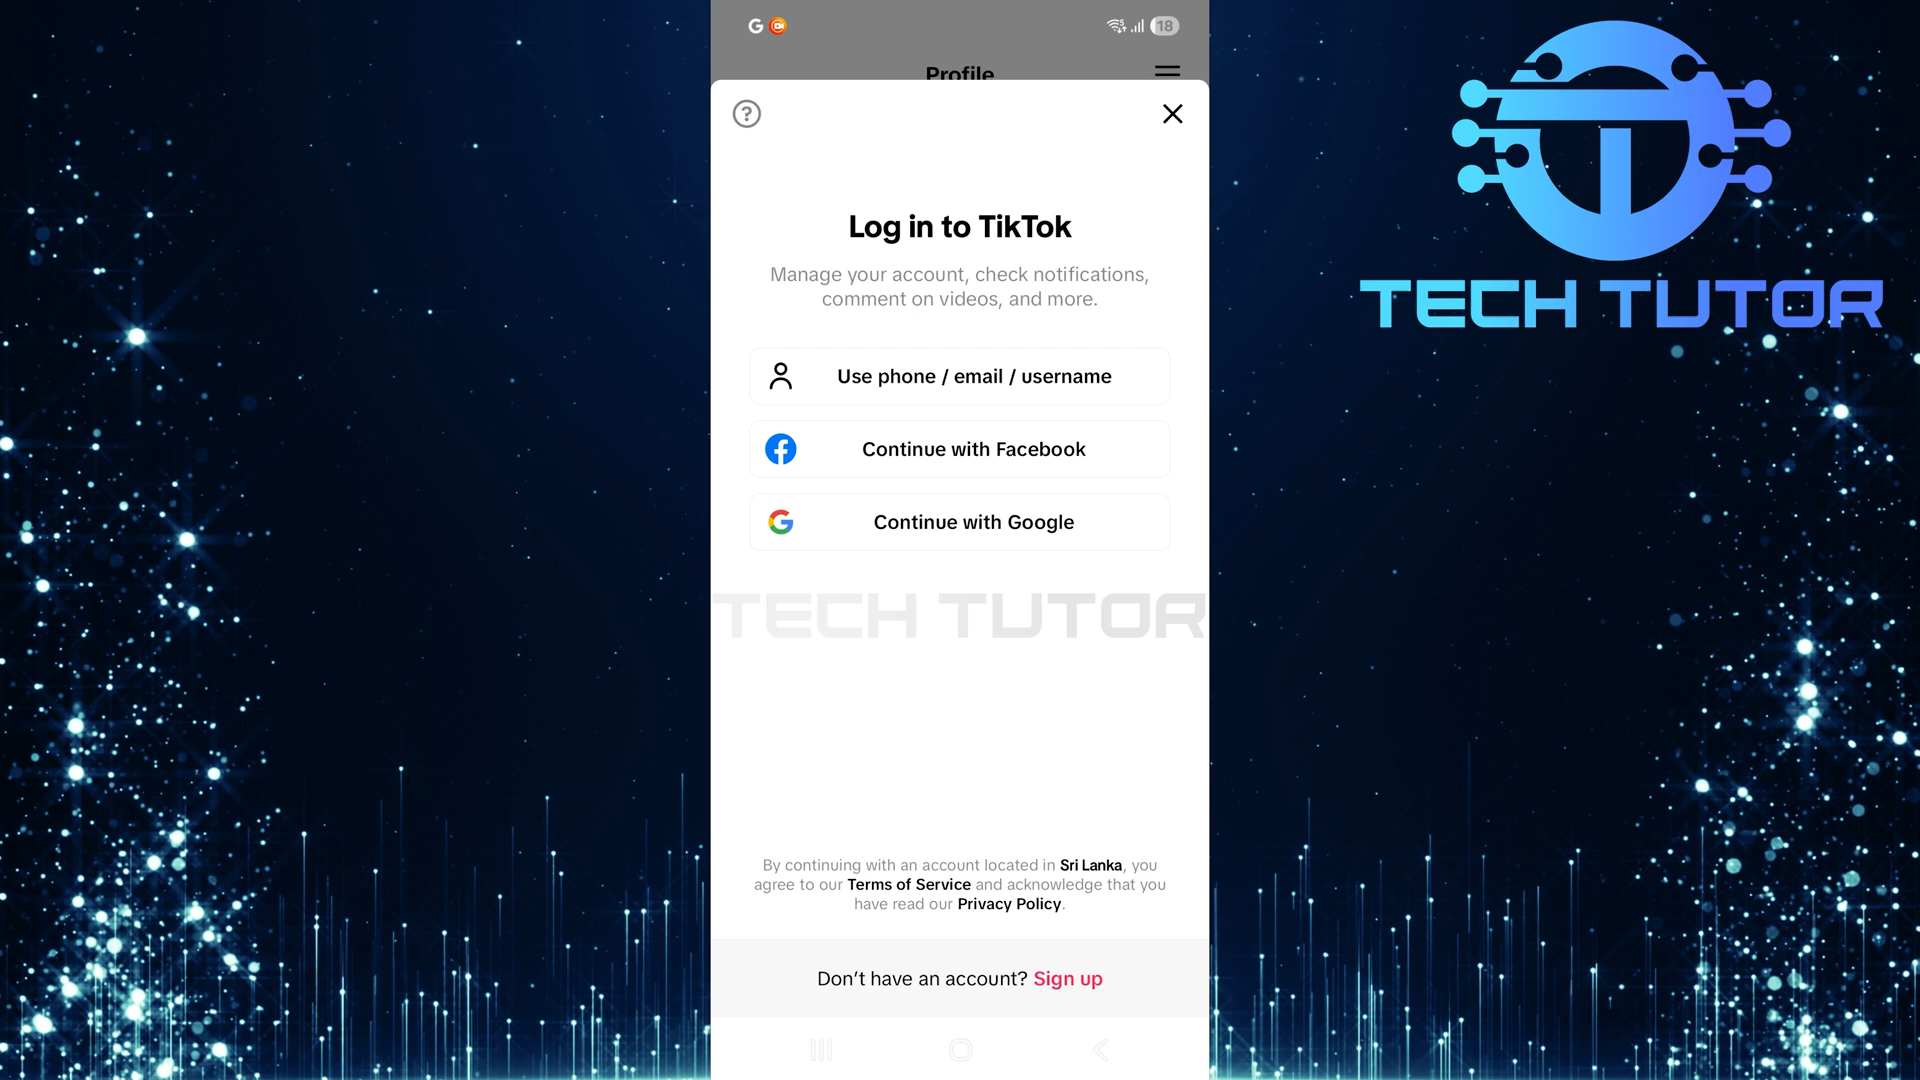 18
Profile
Log in to TikTok
Manage your account, check notifications,
comment on videos, and more.
Use phone / email / username
Continue with Facebook
Continue with Google
TECH TUTOR
By continuing with an account located in Sri Lanka, you
agree to our Terms of Service and acknowledge that you
have read our Privacy Policy.
Don't have an account? Sign up
TECH TUTOR